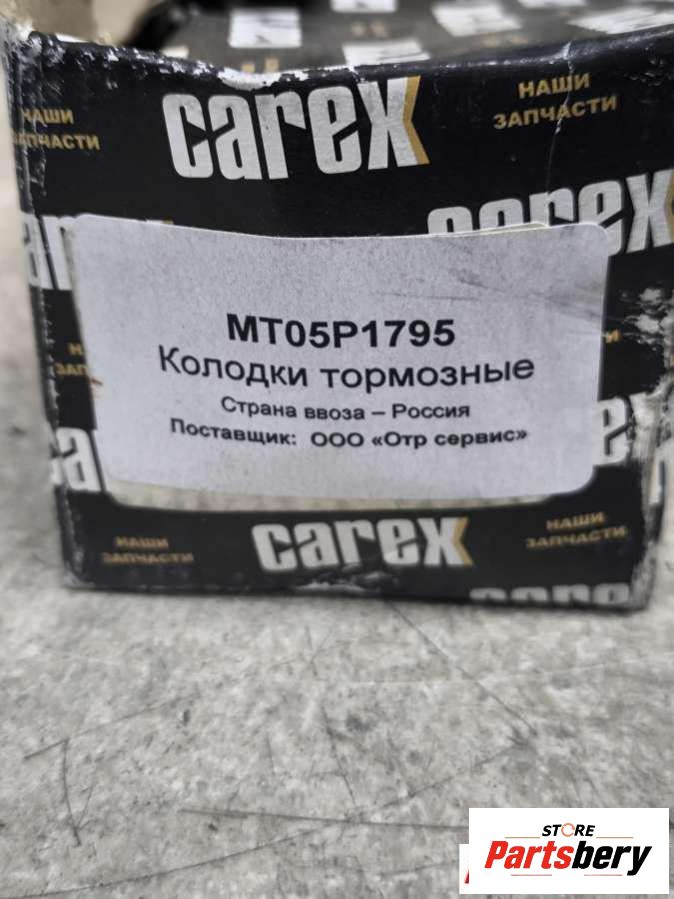 carex
НАШИ
ЗАПЧАСТИ
НАШИ
ЗАПЧАСТИ
MT05P1795
Колодки тормозные
Страна ввоза – Россия
Поставщик: ООО «Отр сервис»
carex
НАШИ
ЗАПЧАСТИ
НАШИ
ЗАПЧАСТИ
STORE
Partsbery